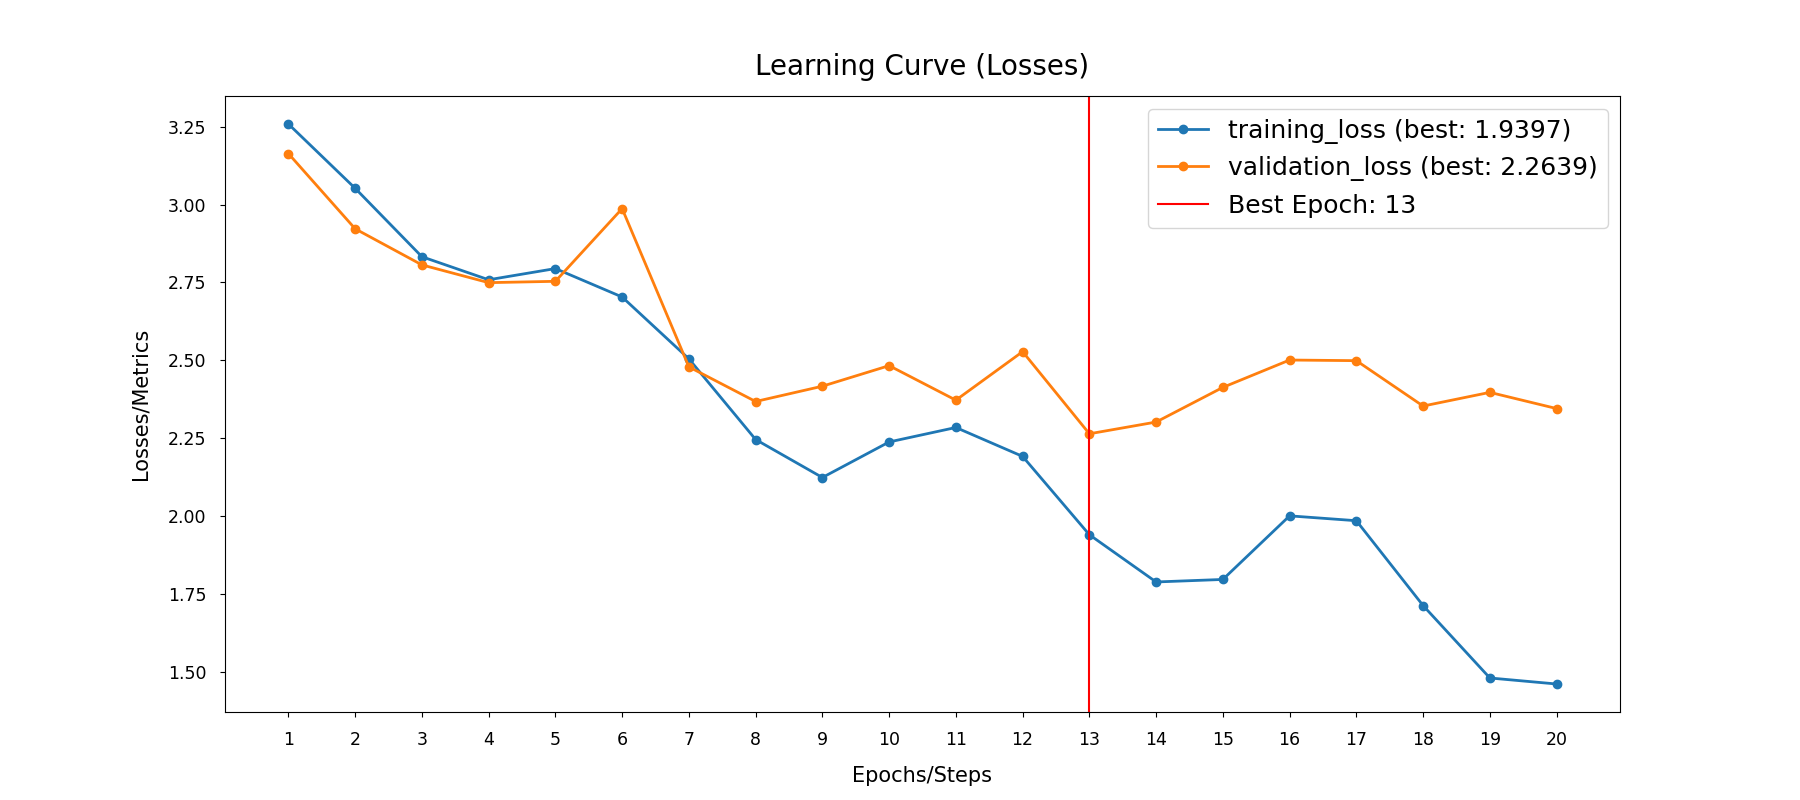 Learning Curve (Losses)
training_loss (best: 1.9397)
validation_loss (best: 2.2639)
Best Epoch: 13
Losses/Metrics
3.25
3.00
2.75
2.50
2.25
2.00
1.75
1.50
1 2 3 4 5 6 7 8 9 10 11 12 13 14 15 16 17 18 19 20
Epochs/Steps